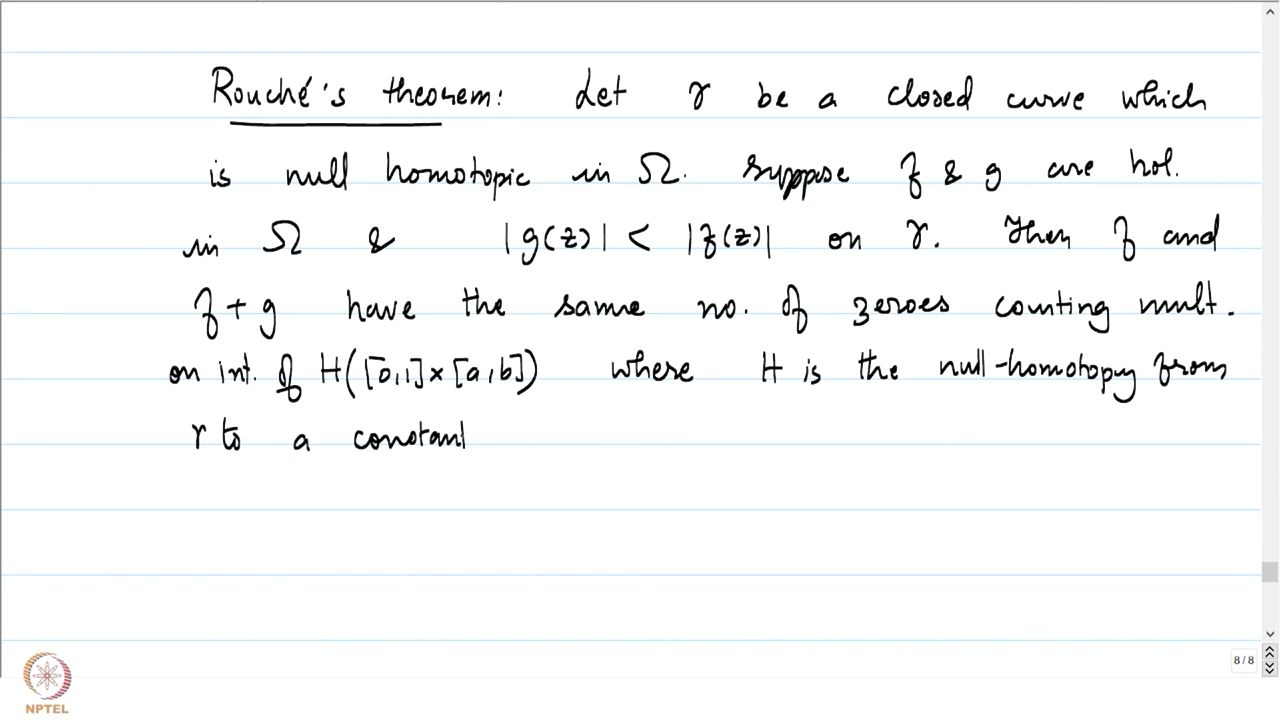 Rouché's theorem: Let γ be a closed curve which
is null homotopic in Ω. Suppose f & g are hol.
in Ω & |g(z)| < |f(z)| on γ. Then f and
f+g have the same no. of zeroes counting mult.
on int. of H([0,1]×[a,b]) where H is the null-homotopy from
γ to a constant
8/8
NPTEL